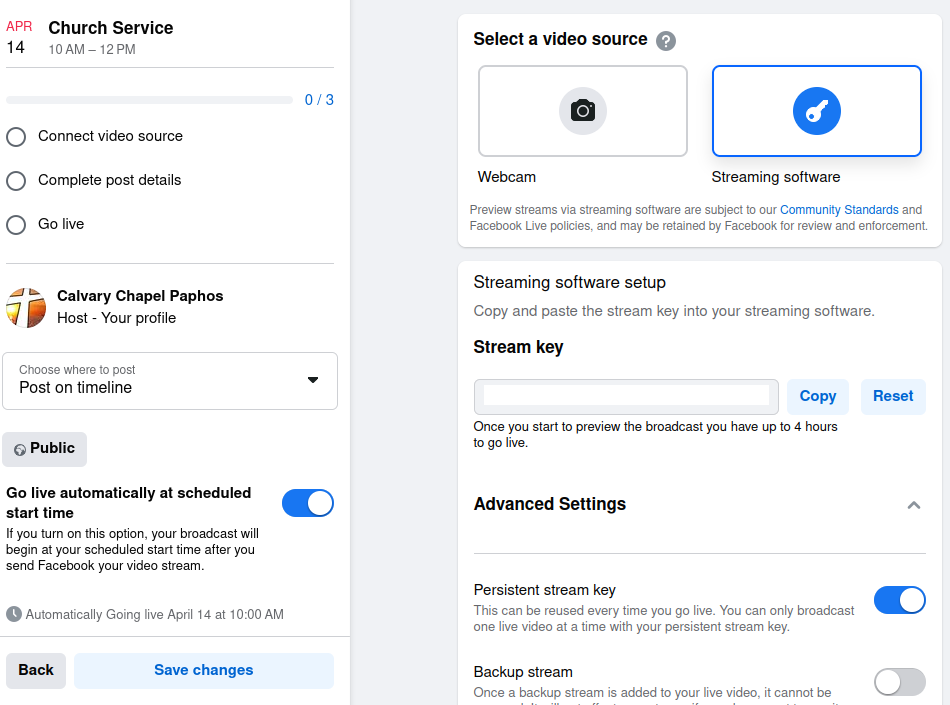 APR
14
Church Service
10 AM – 12 PM
0 / 3
Connect video source
Complete post details
Go live
Calvary Chapel Paphos
Host - Your profile
Choose where to post
Post on timeline
Public
Go live automatically at scheduled
start time
If you turn on this option, your broadcast will
begin at your scheduled start time after you
send Facebook your video stream.
Automatically Going live April 14 at 10:00 AM
Back
Save changes
Select a video source ?
Webcam
Streaming software
Preview streams via streaming software are subject to our Community Standards and
Facebook Live policies, and may be retained by Facebook for review and enforcement.
Streaming software setup
Copy and paste the stream key into your streaming software.
Stream key
Copy
Reset
Once you start to preview the broadcast you have up to 4 hours
to go live.
Advanced Settings
Persistent stream key
This can be reused every time you go live. You can only broadcast
one live video at a time with your persistent stream key.
Backup stream
Once a backup stream is added to your live video, it cannot be